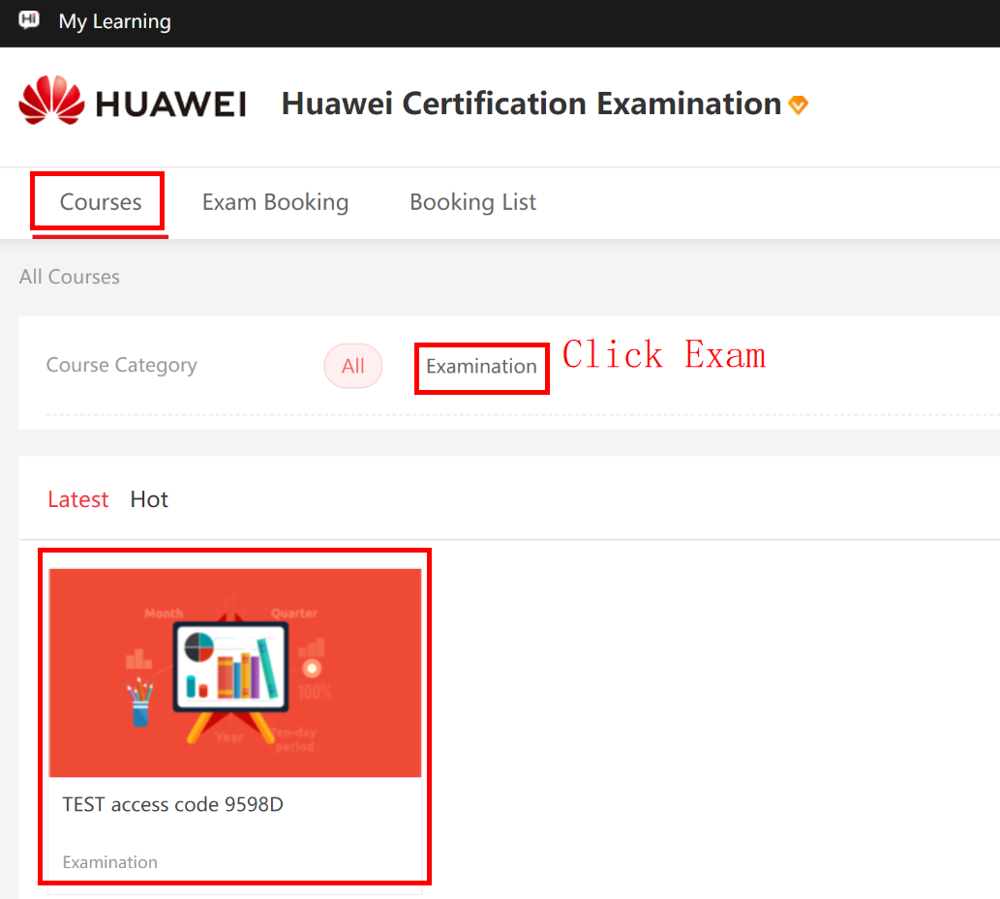 Hi My Learning
HUAWEI Huawei Certification Examination
Courses Exam Booking Booking List
All Courses
Course Category All Examination Click Exam
Latest Hot
Month Quarter
100%
Year Ten-day
period
TEST access code 9598D
Examination